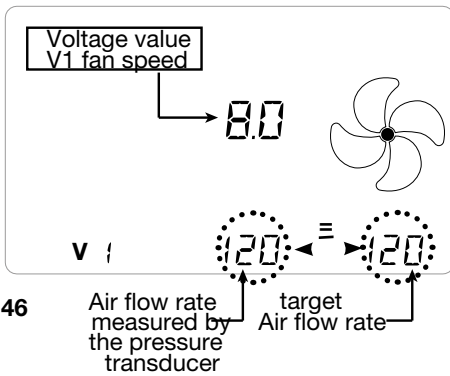 Voltage value
V1 fan speed
8.0
V 1
120 = 120
46
Air flow rate
measured by
the pressure
transducer
target
Air flow rate